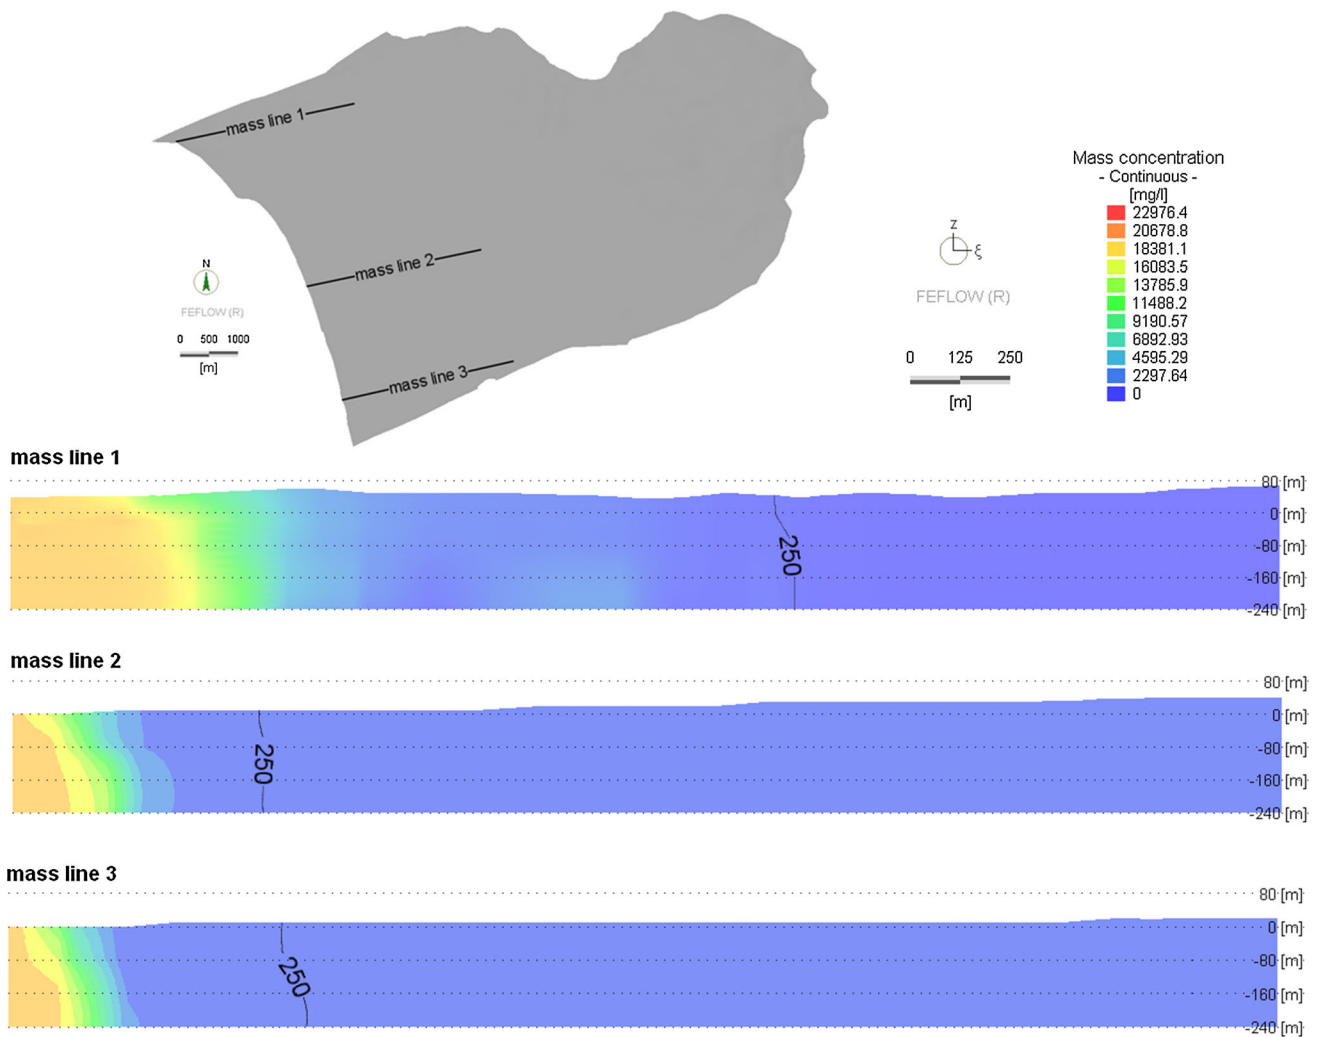 mass line 1
mass line 2
mass line 3
N
FEFLOW (R)
0 500 1000
[m]
z
ξ
FEFLOW (R)
0 125 250
[m]
Mass concentration
- Continuous -
[mg/l]
22976.4
20678.8
18381.1
16083.5
13785.9
11488.2
9190.57
6892.93
4595.29
2297.64
0
mass line 1
80 [m]
0 [m]
-80 [m]
-160 [m]
-240 [m]
250
mass line 2
80 [m]
0 [m]
-80 [m]
-160 [m]
-240 [m]
250
mass line 3
80 [m]
0 [m]
-80 [m]
-160 [m]
-240 [m]
250